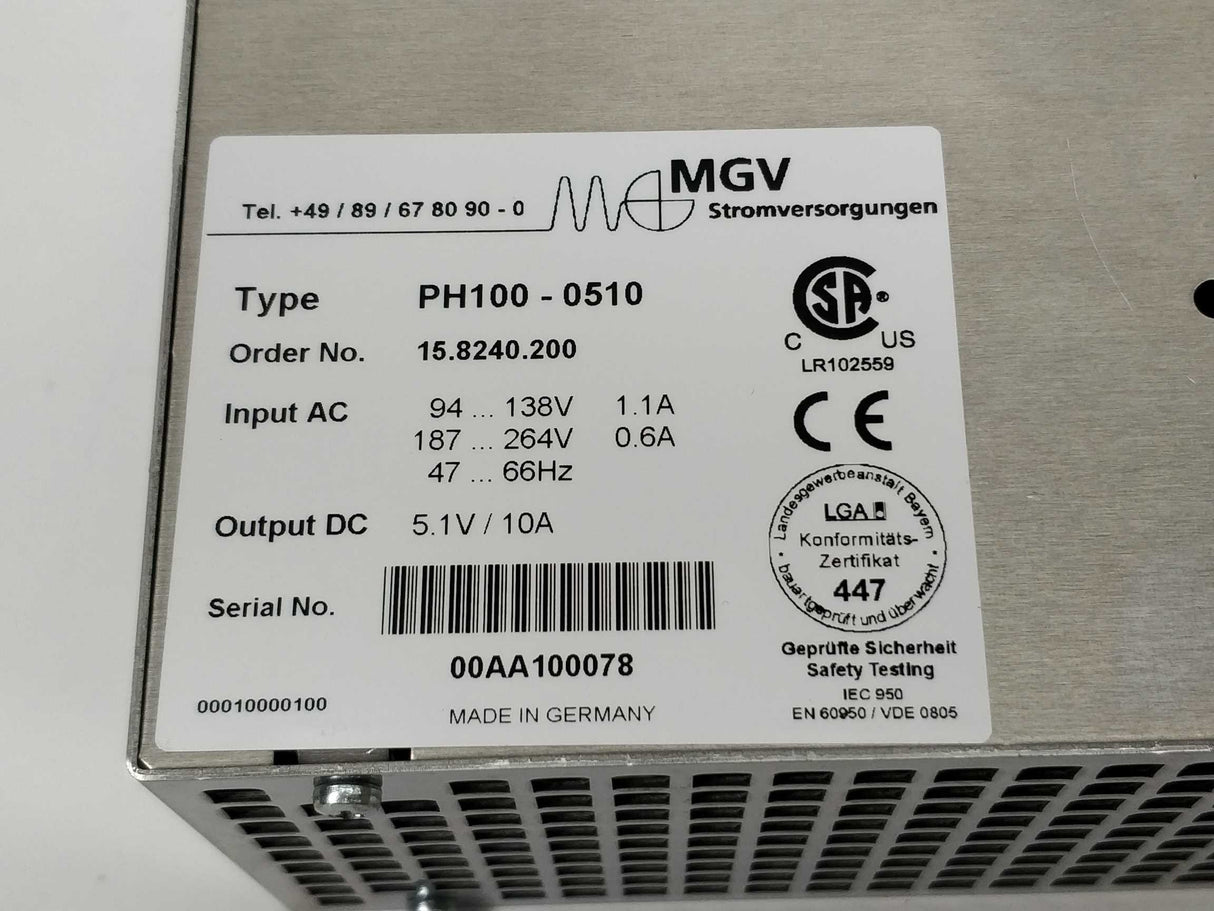 MGV
Tel. +49 / 89 / 67 80 90 - 0
Stromversorgungen
Type PH100 - 0510
Order No. 15.8240.200
Input AC 94 ... 138V 1.1A
187 ... 264V 0.6A
47 ... 66Hz
Output DC 5.1V / 10A
Serial No.
00AA100078
00010000100
MADE IN GERMANY
SA®
C US
LR102559
CE
Landesgewerbeanstalt Bayern
LGA
Konformitäts-
Zertifikat
447
bauartgeprüft und überwacht
Geprüfte Sicherheit
Safety Testing
IEC 950
EN 60950 / VDE 0805